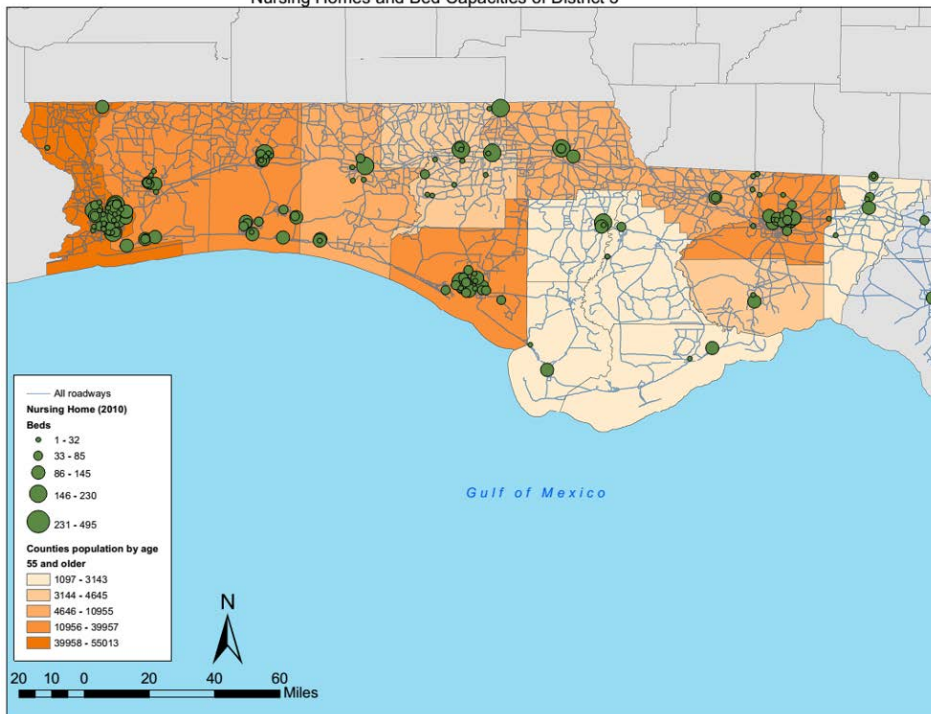 Nursing Homes and Bed Capacities of District 3
All roadways
Nursing Home (2010)
Beds
1 - 32
33 - 85
86 - 145
146 - 230
231 - 495
Counties population by age
55 and older
1097 - 3143
3144 - 4645
4646 - 10955
10956 - 39957
39958 - 55013
Gulf of Mexico
N
20 10 0 20 40 60
Miles